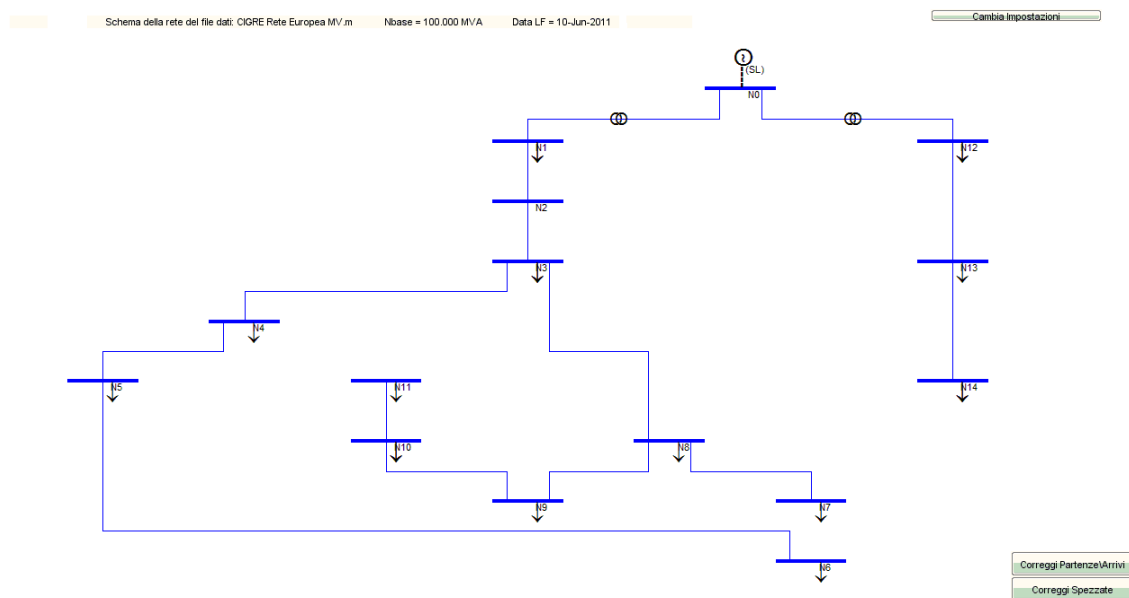 Schema della rete del file dati: CIGRE Rete Europea MV.m Nbase = 100.000 MVA Data LF = 10-Jun-2011
Cambia Impostazioni
(SL)
N0
N1
N12
N2
N3
N13
N4
N5
N11
N14
N10
N8
N9
N7
N6
Correggi Partenze\Arrivi
Correggi Spezzate